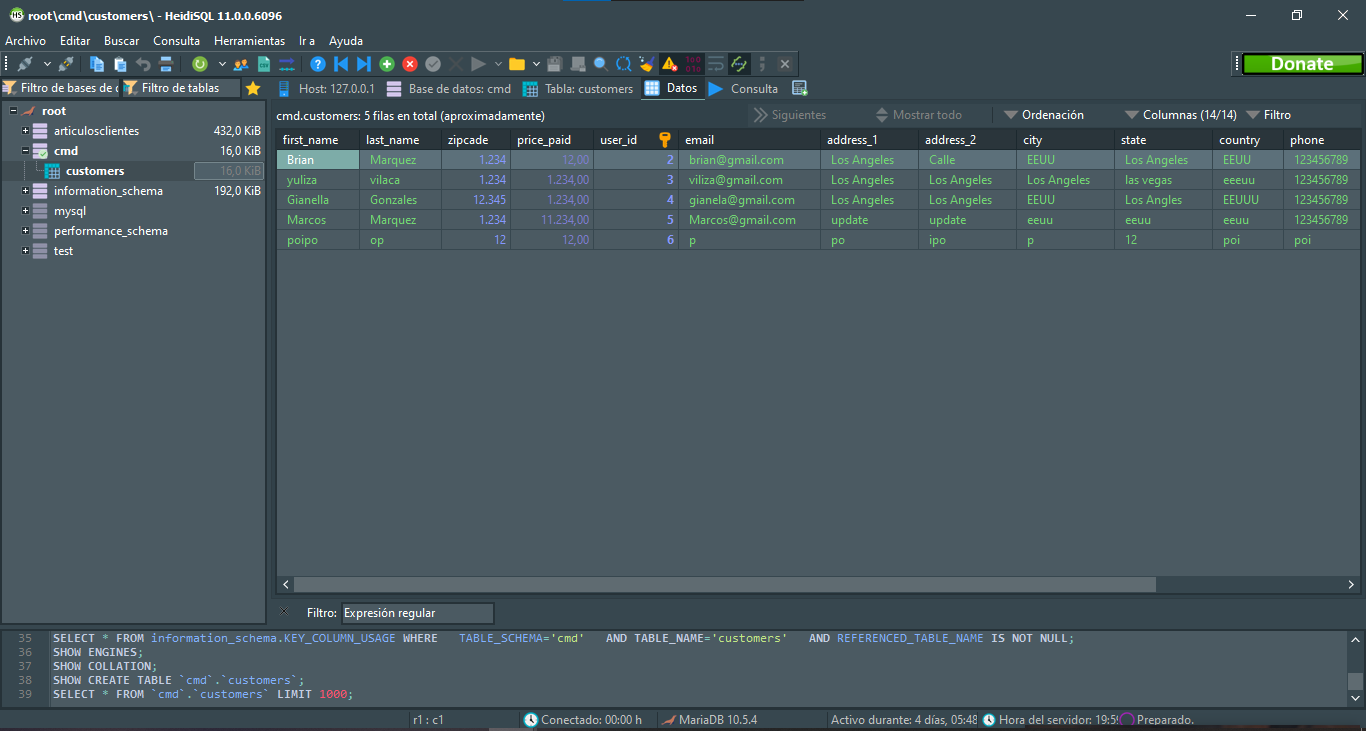 root\cmd\customers\ - HeidiSQL 11.0.0.6096
Archivo Editar Buscar Consulta Herramientas Ir a Ayuda
Donate
Filtro de bases de d Filtro de tablas Host: 127.0.0.1 Base de datos: cmd Tabla: customers Datos Consulta
root
articulosclientes 432,0 KiB
cmd 16,0 KiB
customers 16,0 KiB
information_schema 192,0 KiB
mysql
performance_schema
test
cmd.customers: 5 filas en total (aproximadamente) Siguientes Mostrar todo Ordenación Columnas (14/14) Filtro
first_name last_name zipcade price_paid user_id email address_1 address_2 city state country phone
Brian Marquez 1.234 12,00 2 brian@gmail.com Los Angeles Calle EEUU Los Angeles EEUU 123456789
yuliza vilaca 1.234 1.234,00 3 viliza@gmail.com Los Angeles Los Angeles Los Angeles las vegas eeeuu 123456789
Gianella Gonzales 12.345 1.234,00 4 gianela@gmail.com Los Angeles Los Angeles EEUU Los Angles EEUUU 123456789
Marcos Marquez 1.234 11.234,00 5 Marcos@gmail.com update update eeuu eeuu eeuu 123456789
poipo op 12 12,00 6 p po ipo p 12 poi poi
Filtro: Expresión regular
35 SELECT * FROM information_schema.KEY_COLUMN_USAGE WHERE TABLE_SCHEMA='cmd' AND TABLE_NAME='customers' AND REFERENCED_TABLE_NAME IS NOT NULL;
36 SHOW ENGINES;
37 SHOW COLLATION;
38 SHOW CREATE TABLE `cmd`.`customers`;
39 SELECT * FROM `cmd`.`customers` LIMIT 1000;
r1 : c1 Conectado: 00:00 h MariaDB 10.5.4 Activo durante: 4 días, 05:48 Hora del servidor: 19:5 Preparado.